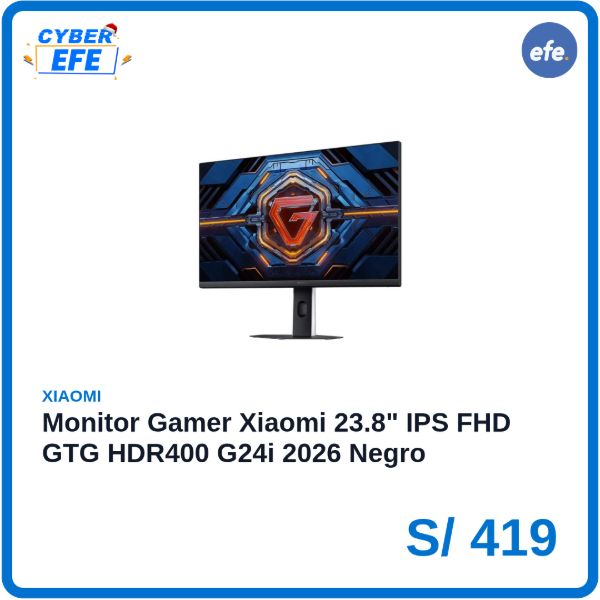 CYBER
EFE
efe.
XIAOMI
Monitor Gamer Xiaomi 23.8" IPS FHD
GTG HDR400 G24i 2026 Negro
S/ 419